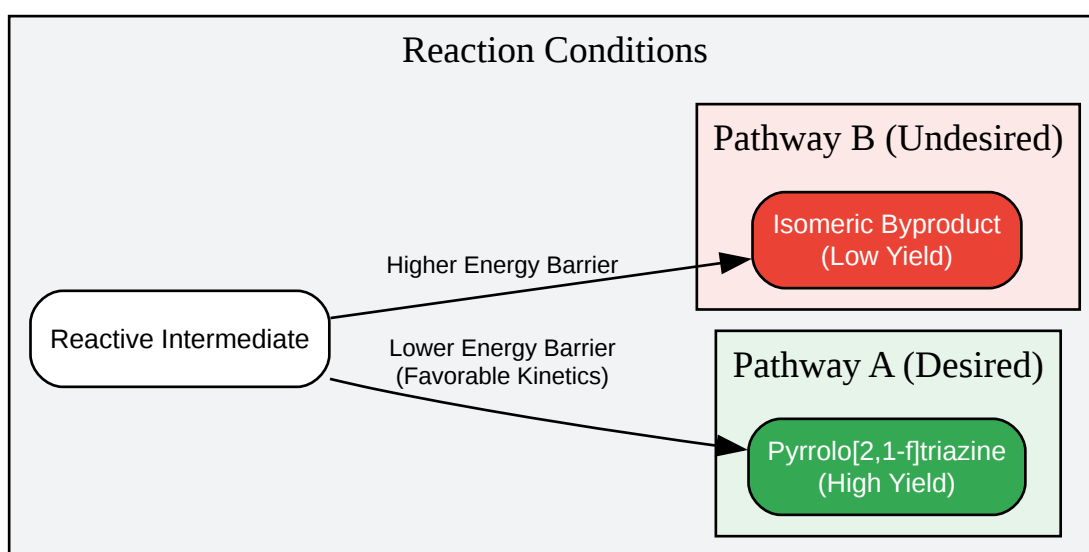 Reaction Conditions
Pathway B (Undesired)
Isomeric Byproduct
(Low Yield)
Higher Energy Barrier
Reactive Intermediate
Lower Energy Barrier
(Favorable Kinetics)
Pathway A (Desired)
Pyrrolo[2,1-f]triazine
(High Yield)